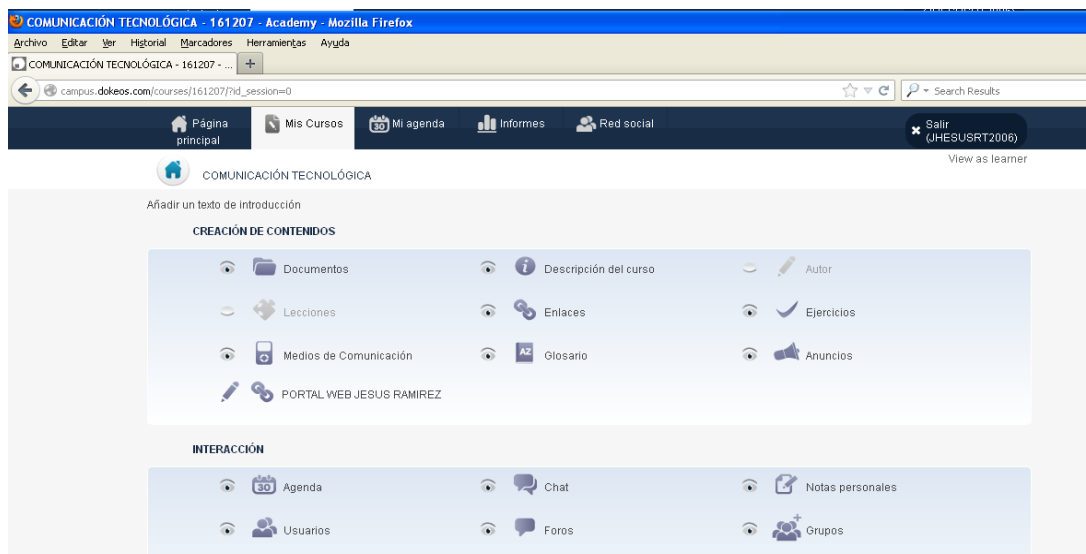 COMUNICACIÓN TECNOLÓGICA - 161207 - Academy - Mozilla Firefox
Archivo Editar Ver Historial Marcadores Herramientas Ayuda
COMUNICACIÓN TECNOLÓGICA - 161207 - ... +
campus.dokeos.com/courses/161207/?id_session=0 Search Results
Página principal
Mis Cursos
30 Mi agenda
Informes
Red social
Salir
(JHESUSRT2006)
View as learner
COMUNICACIÓN TECNOLÓGICA
Añadir un texto de introducción
CREACIÓN DE CONTENIDOS
Documentos Descripción del curso Autor
Lecciones Enlaces Ejercicios
Medios de Comunicación AZ Glosario Anuncios
PORTAL WEB JESUS RAMIREZ
INTERACCIÓN
30 Agenda Chat Notas personales
Usuarios Foros Grupos